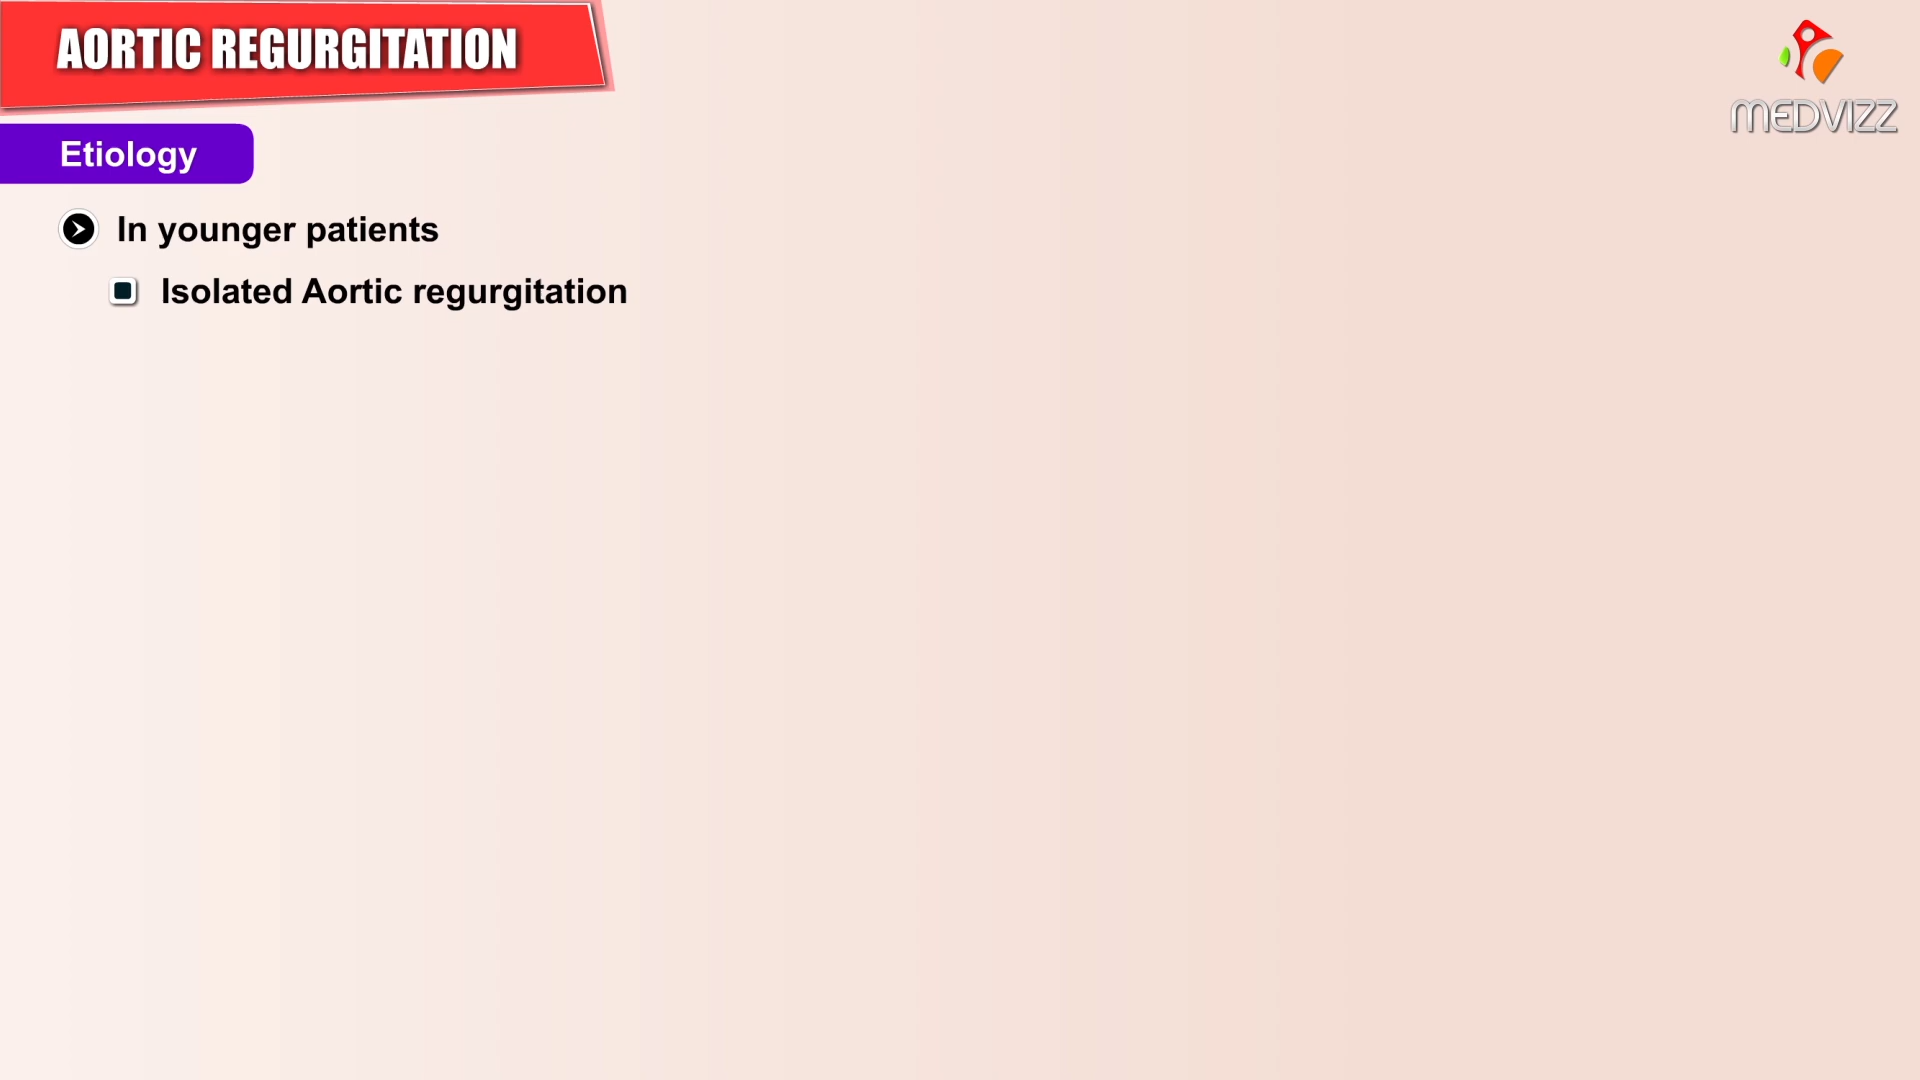 AORTIC REGURGITATION
MEDVIZZ
Etiology
In younger patients
Isolated Aortic regurgitation